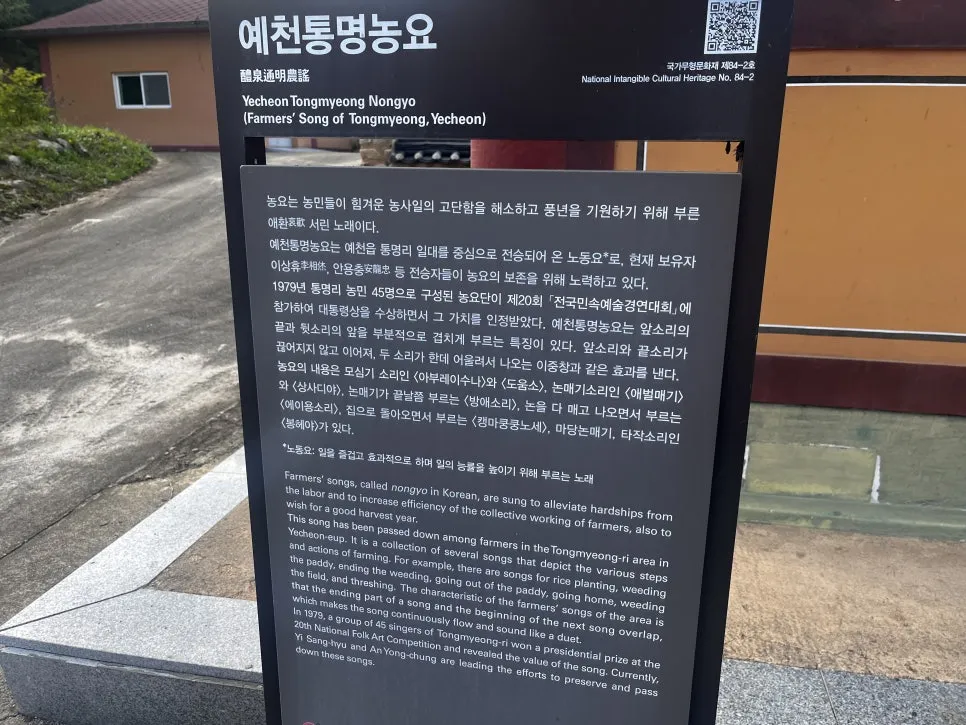 예천통명농요
醴泉通明農謠
국가무형문화재 제84–2호
National Intangible Cultural Heritage No. 84–2
Yecheon Tongmyeong Nongyo
(Farmers' Song of Tongmyeong, Yecheon)
농요는 농민들이 힘겨운 농사일의 고단함을 해소하고 풍년을 기원하기 위해 부른
애환哀歡 서린 노래이다.
예천통명농요는 예천읍 통명리 일대를 중심으로 전승되어 온 노동요*로, 현재 보유자
이상휴李相烋, 안용충安龍忠 등 전승자들이 농요의 보존을 위해 노력하고 있다.
1979년 통명리 농민 45명으로 구성된 농요단이 제20회 「전국민속예술경연대회」에
참가하여 대통령상을 수상하면서 그 가치를 인정받았다. 예천통명농요는 앞소리의
끝과 뒷소리의 앞을 부분적으로 겹치게 부르는 특징이 있다. 앞소리와 끝소리가
끊어지지 않고 이어져, 두 소리가 한데 어울려서 나오는 이중창과 같은 효과를 낸다.
농요의 내용은 모심기 소리인 〈아부레이수나〉와 〈도움소〉, 논매기소리인 〈애벌매기〉
와 〈상사디야〉, 논매기가 끝날쯤 부르는 〈방애소리〉, 논을 다 매고 나오면서 부르는
〈에이용소리〉, 집으로 돌아오면서 부르는 〈캥마쿵쿵노세〉, 마당논매기, 타작소리인
〈봉헤야〉가 있다.
*노동요: 일을 즐겁고 효과적으로 하며 일의 능률을 높이기 위해 부르는 노래
Farmers' songs, called nongyo in Korean, are sung to alleviate hardships from
the labor and to increase efficiency of the collective working of farmers, also to
wish for a good harvest year.
This song has been passed down among farmers in the Tongmyeong-ri area in
Yecheon-eup. It is a collection of several songs that depict the various steps
and actions of farming. For example, there are songs for rice planting, weeding
the paddy, ending the weeding, going out of the paddy, going home, weeding
the field, and threshing. The characteristic of the farmers' songs of the area is
that the ending part of a song and the beginning of the next song overlap,
which makes the song continuously flow and sound like a duet.
In 1979, a group of 45 singers of Tongmyeong-ri won a presidential prize at the
20th National Folk Art Competition and revealed the value of the song. Currently,
Yi Sang-hyu and An Yong-chung are leading the efforts to preserve and pass
down these songs.